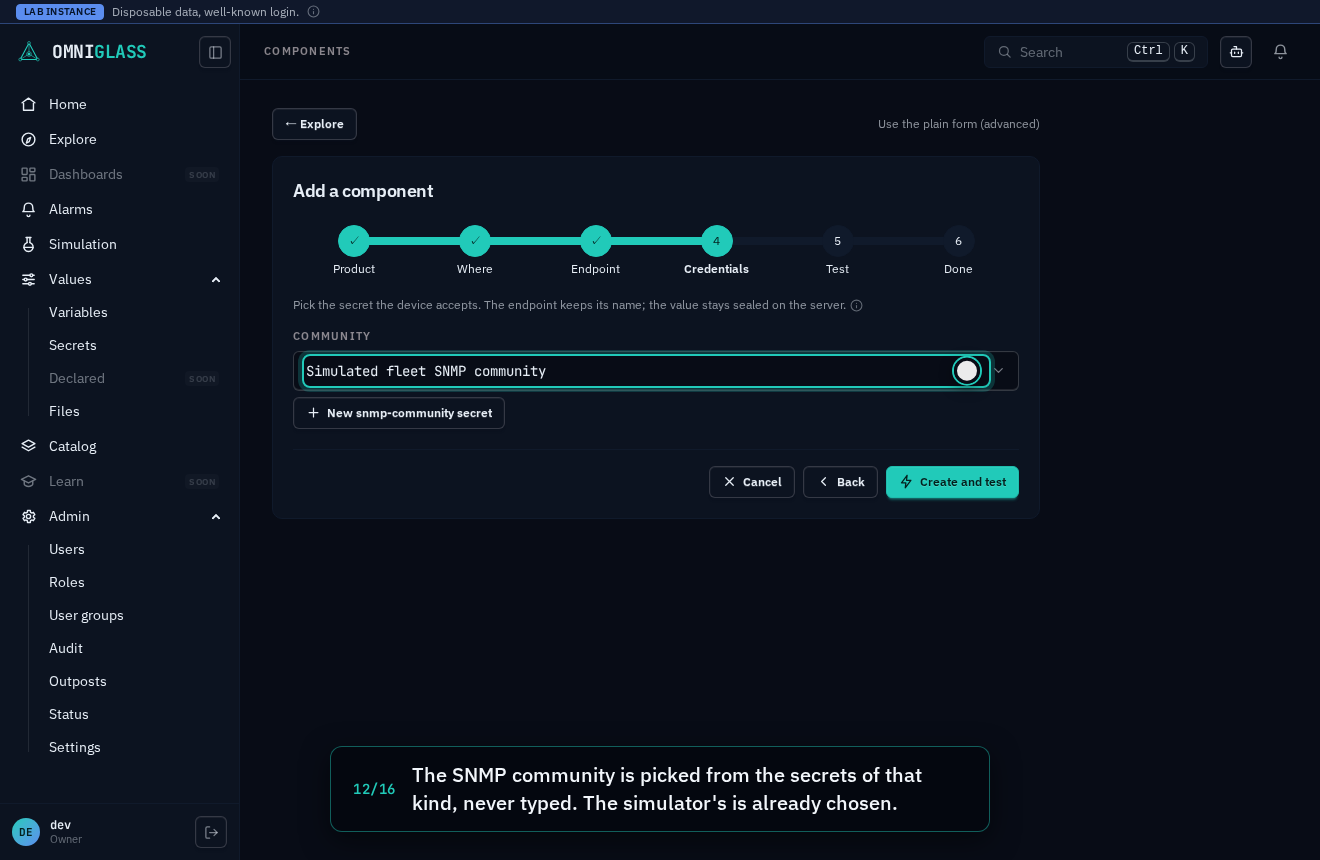 LAB INSTANCE Disposable data, well-known login.
OMNIGLASS
COMPONENTS
Search Ctrl K
Home
Explore
Dashboards SOON
Alarms
Simulation
Values
Variables
Secrets
Declared SOON
Files
Catalog
Learn SOON
Admin
Users
Roles
User groups
Audit
Outposts
Status
Settings
DE dev
Owner
← Explore
Use the plain form (advanced)
Add a component
✓ ✓ ✓ 4 5 6
Product Where Endpoint Credentials Test Done
Pick the secret the device accepts. The endpoint keeps its name; the value stays sealed on the server.
COMMUNITY
Simulated fleet SNMP community
New snmp-community secret
Cancel Back Create and test
12/16 The SNMP community is picked from the secrets of that
kind, never typed. The simulator's is already chosen.